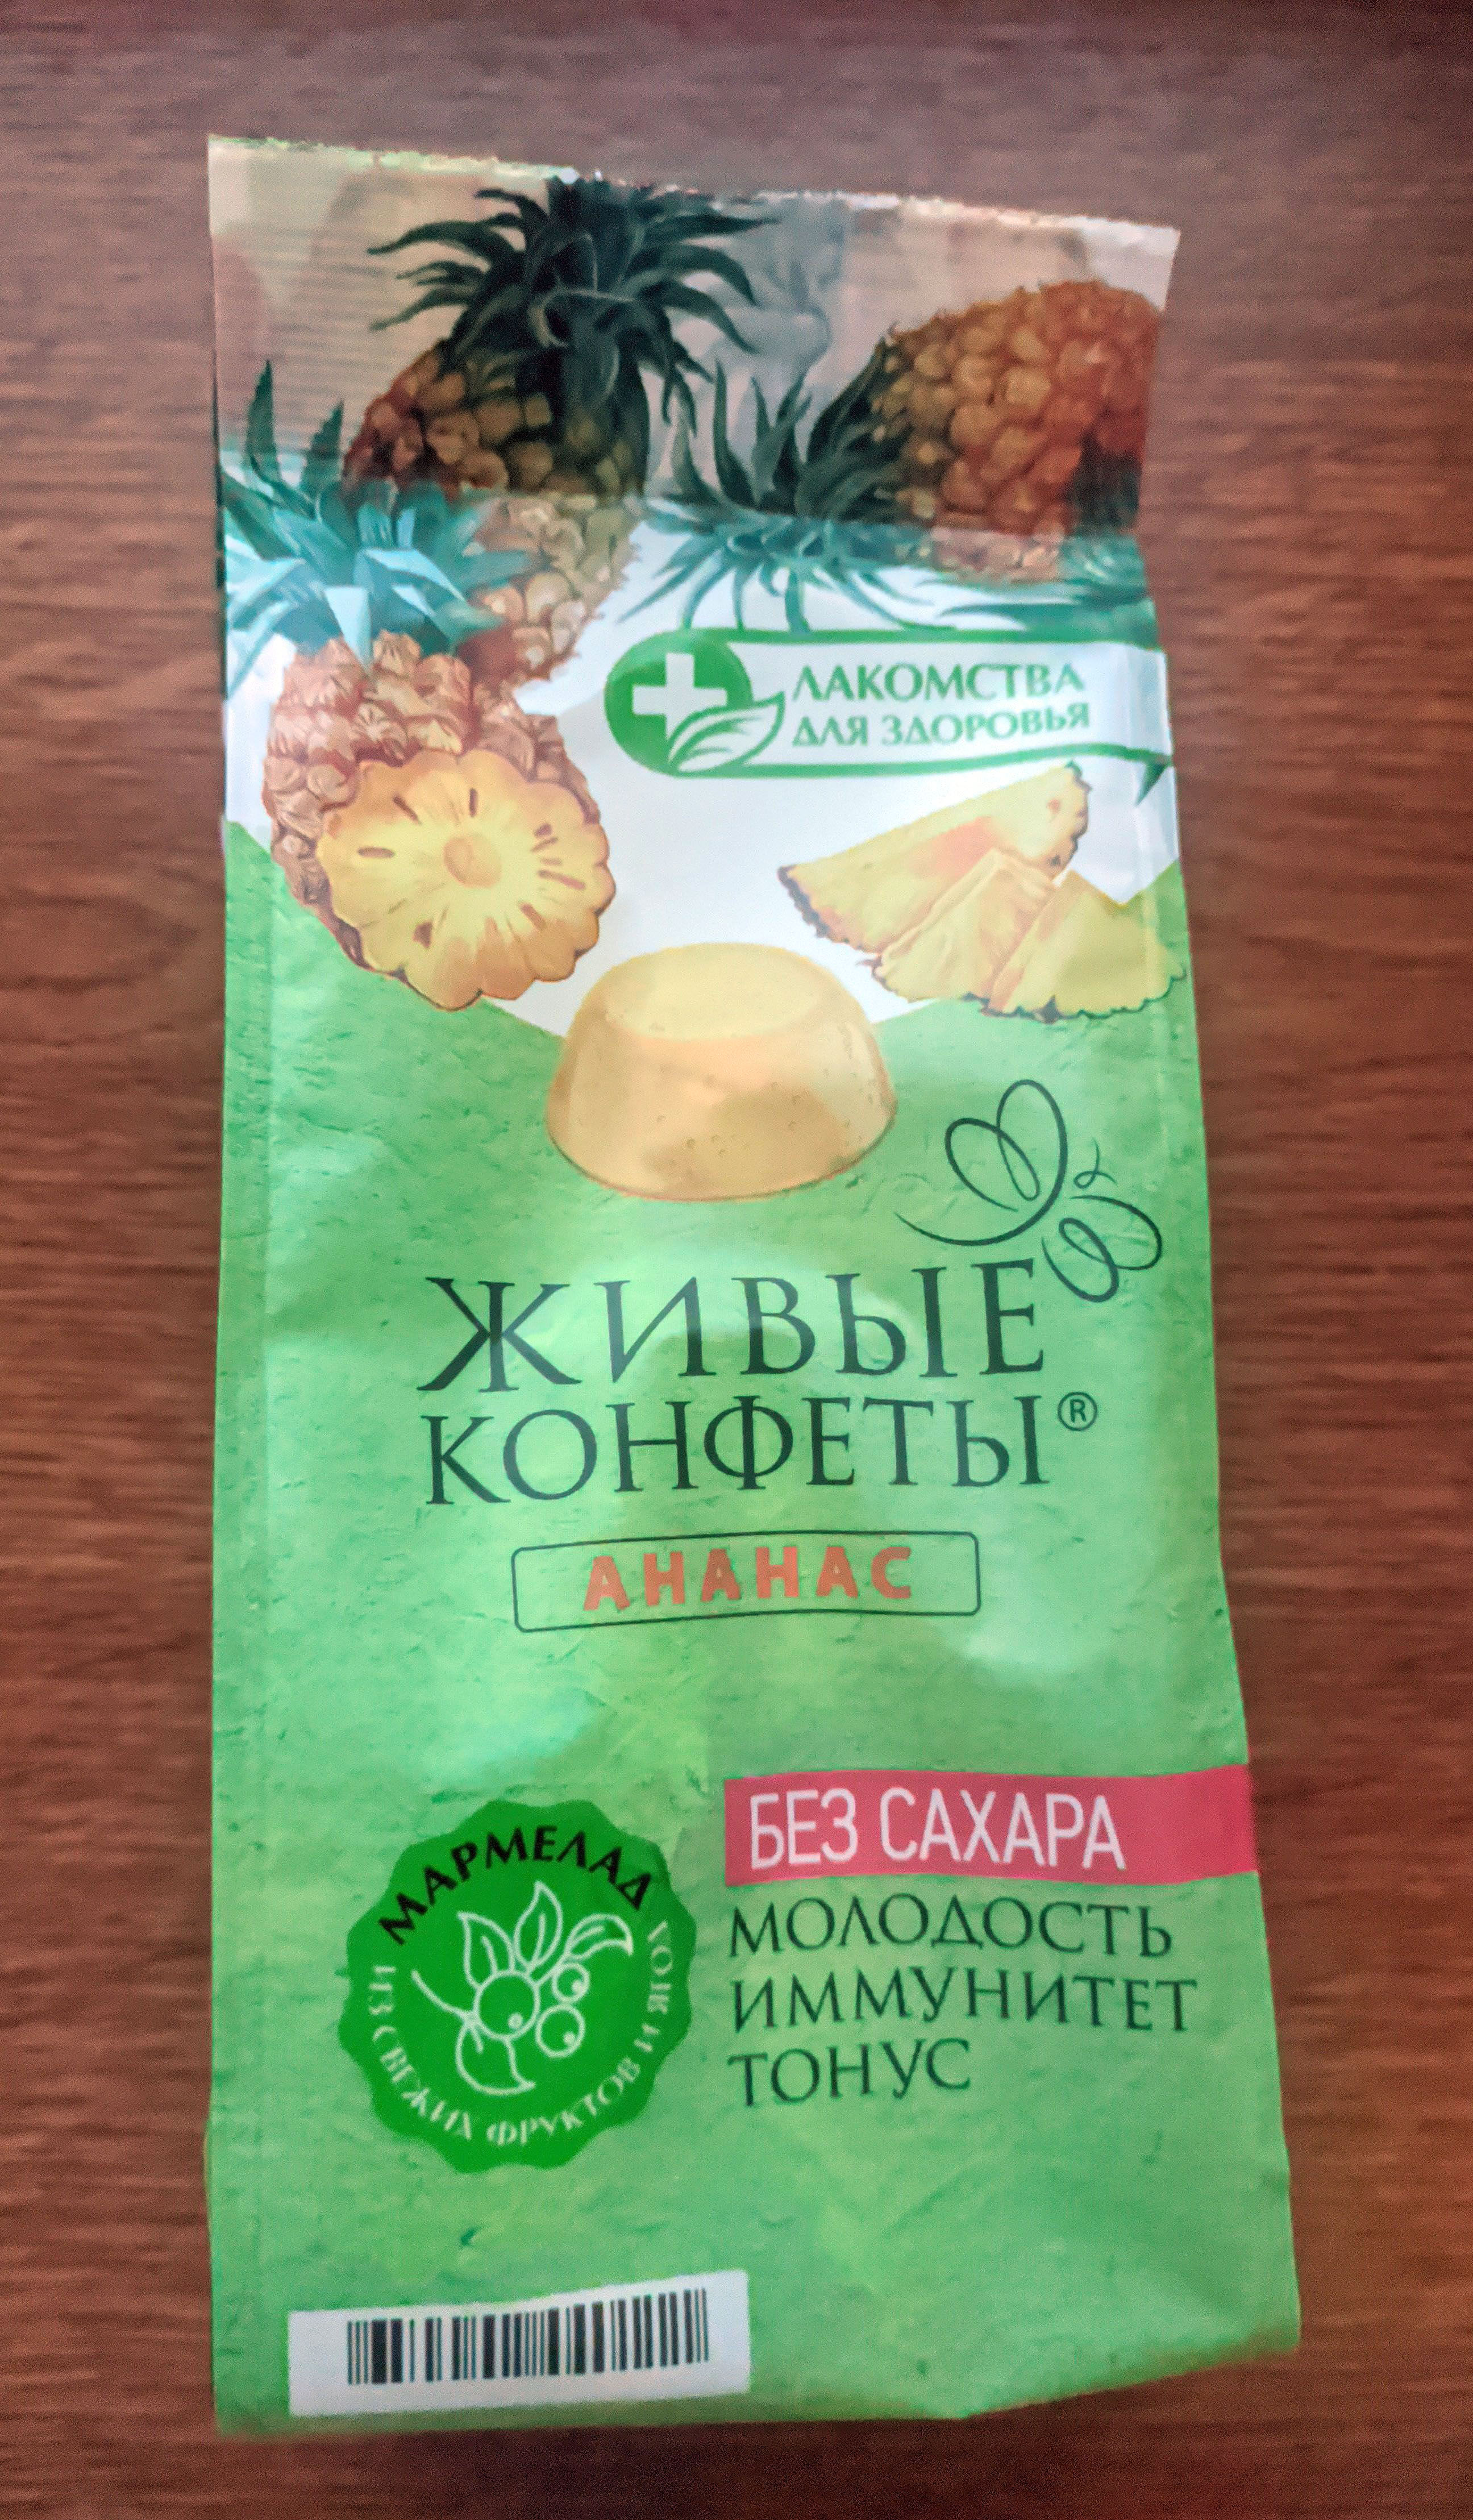 ЛАКОМСТВА
ДЛЯ ЗДОРОВЬЯ
ЖИВЫЕ
КОНФЕТЫ®
АНАНАС
БЕЗ САХАРА
МОЛОДОСТЬ
ИММУНИТЕТ
ТОНУС
МАРМЕЛАД
ИЗ СВЕЖИХ ФРУКТОВ И ЯГОД